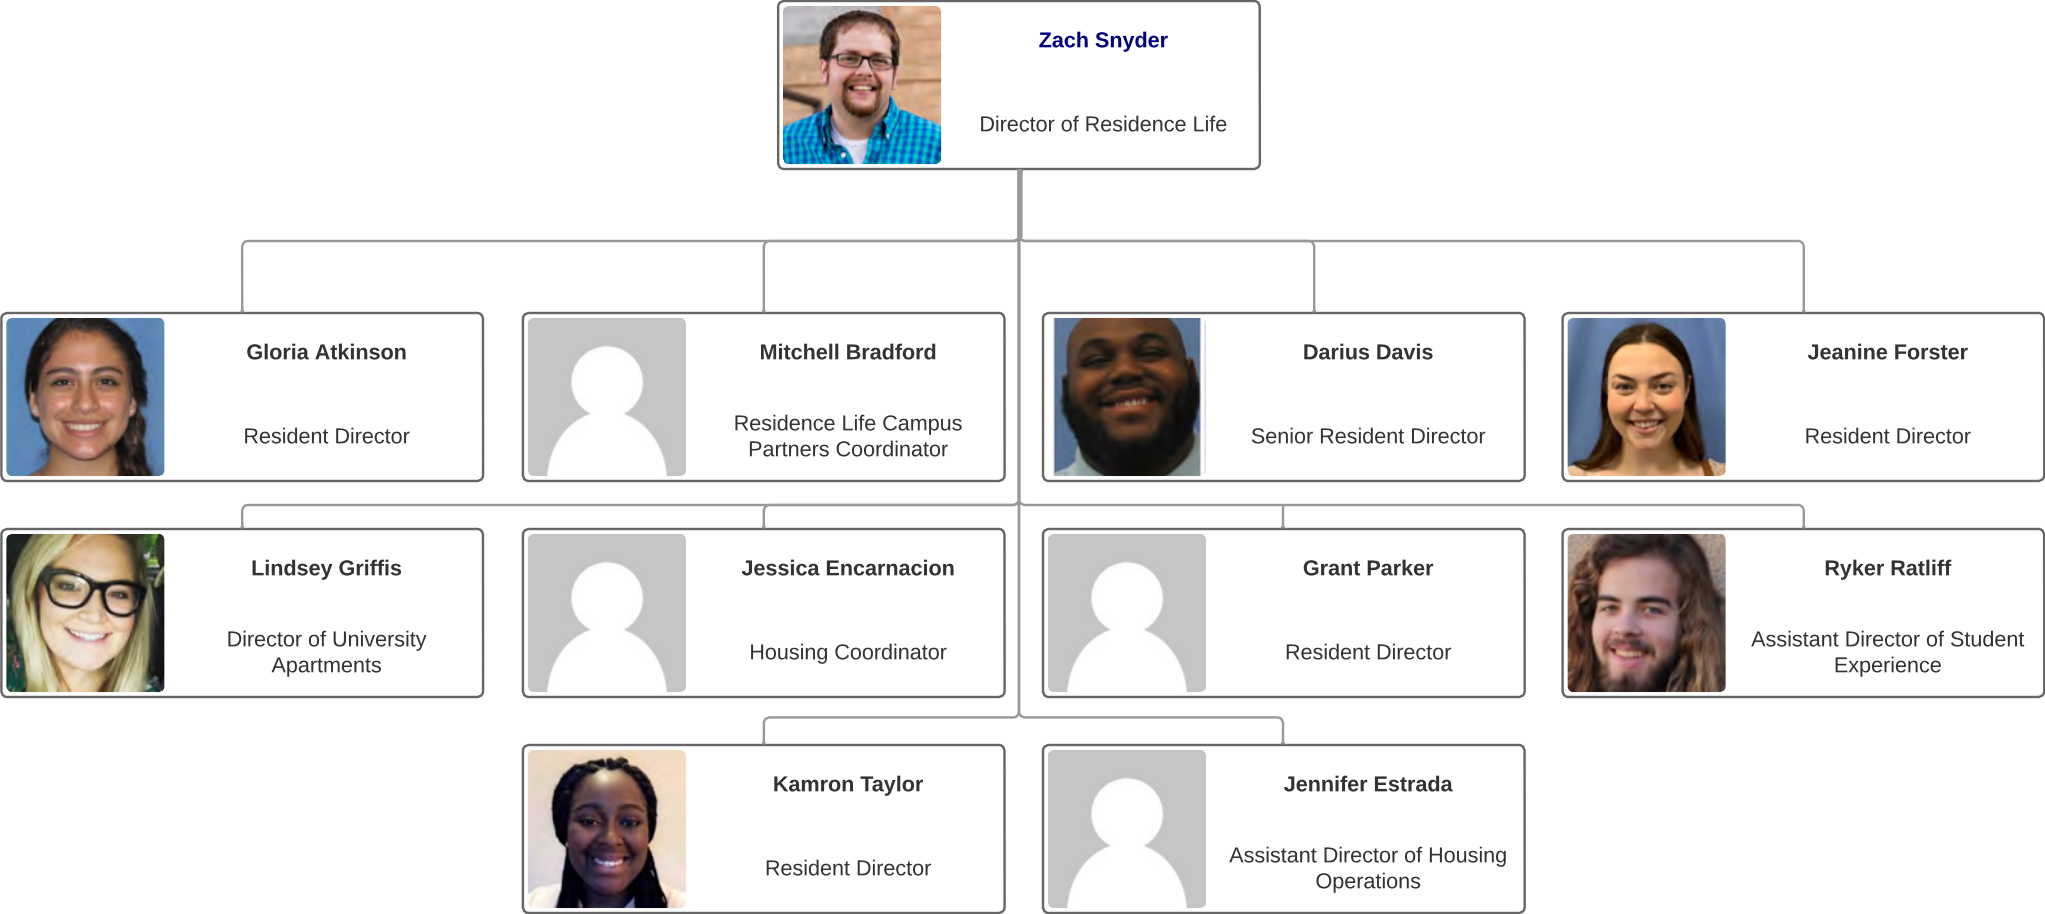 Zach Snyder
Director of Residence Life
Gloria Atkinson
Resident Director
Mitchell Bradford
Residence Life Campus
Partners Coordinator
Darius Davis
Senior Resident Director
Jeanine Forster
Resident Director
Lindsey Griffis
Director of University
Apartments
Jessica Encarnacion
Housing Coordinator
Grant Parker
Resident Director
Ryker Ratliff
Assistant Director of Student
Experience
Kamron Taylor
Resident Director
Jennifer Estrada
Assistant Director of Housing
Operations